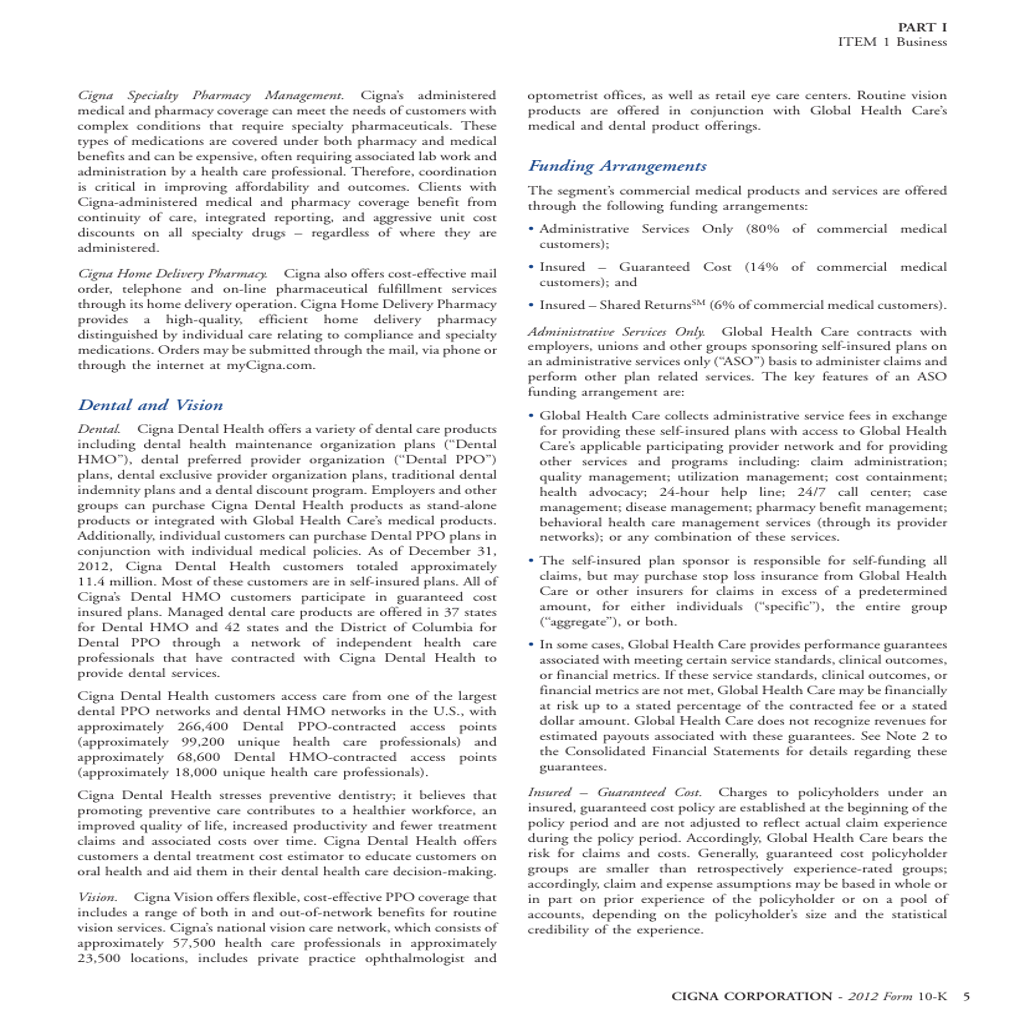 PART I
ITEM 1 Business
Cigna Specialty Pharmacy Management. Cigna's administered
medical and pharmacy coverage can meet the needs of customers with
complex conditions that require specialty pharmaceuticals. These
types of medications are covered under both pharmacy and medical
benefits and can be expensive, often requiring associated lab work and
administration by a health care professional. Therefore, coordination
is critical in improving affordability and outcomes. Clients with
Cigna-administered medical and pharmacy coverage benefit from
continuity of care, integrated reporting, and aggressive unit cost
discounts on all specialty drugs – regardless of where they are
administered.
Cigna Home Delivery Pharmacy. Cigna also offers cost-effective mail
order, telephone and on-line pharmaceutical fulfillment services
through its home delivery operation. Cigna Home Delivery Pharmacy
provides a high-quality, efficient home delivery pharmacy
distinguished by individual care relating to compliance and specialty
medications. Orders may be submitted through the mail, via phone or
through the internet at myCigna.com.
Dental and Vision
Dental. Cigna Dental Health offers a variety of dental care products
including dental health maintenance organization plans (“Dental
HMO”), dental preferred provider organization (“Dental PPO”)
plans, dental exclusive provider organization plans, traditional dental
indemnity plans and a dental discount program. Employers and other
groups can purchase Cigna Dental Health products as stand-alone
products or integrated with Global Health Care's medical products.
Additionally, individual customers can purchase Dental PPO plans in
conjunction with individual medical policies. As of December 31,
2012, Cigna Dental Health customers totaled approximately
11.4 million. Most of these customers are in self-insured plans. All of
Cigna's Dental HMO customers participate in guaranteed cost
insured plans. Managed dental care products are offered in 37 states
for Dental HMO and 42 states and the District of Columbia for
Dental PPO through a network of independent health care
professionals that have contracted with Cigna Dental Health to
provide dental services.
Cigna Dental Health customers access care from one of the largest
dental PPO networks and dental HMO networks in the U.S., with
approximately 266,400 Dental PPO-contracted access points
(approximately 99,200 unique health care professionals) and
approximately 68,600 Dental HMO-contracted access points
(approximately 18,000 unique health care professionals).
Cigna Dental Health stresses preventive dentistry; it believes that
promoting preventive care contributes to a healthier workforce, an
improved quality of life, increased productivity and fewer treatment
claims and associated costs over time. Cigna Dental Health offers
customers a dental treatment cost estimator to educate customers on
oral health and aid them in their dental health care decision-making.
Vision. Cigna Vision offers flexible, cost-effective PPO coverage that
includes a range of both in and out-of-network benefits for routine
vision services. Cigna's national vision care network, which consists of
approximately 57,500 health care professionals in approximately
23,500 locations, includes private practice ophthalmologist and
optometrist offices, as well as retail eye care centers. Routine vision
products are offered in conjunction with Global Health Care's
medical and dental product offerings.
Funding Arrangements
The segment's commercial medical products and services are offered
through the following funding arrangements:
• Administrative Services Only (80% of commercial medical
customers);
• Insured – Guaranteed Cost (14% of commercial medical
customers); and
• Insured – Shared Returns℠ (6% of commercial medical customers).
Administrative Services Only. Global Health Care contracts with
employers, unions and other groups sponsoring self-insured plans on
an administrative services only (“ASO”) basis to administer claims and
perform other plan related services. The key features of an ASO
funding arrangement are:
• Global Health Care collects administrative service fees in exchange
for providing these self-insured plans with access to Global Health
Care's applicable participating provider network and for providing
other services and programs including: claim administration;
quality management; utilization management; cost containment;
health advocacy; 24-hour help line; 24/7 call center; case
management; disease management; pharmacy benefit management;
behavioral health care management services (through its provider
networks); or any combination of these services.
• The self-insured plan sponsor is responsible for self-funding all
claims, but may purchase stop loss insurance from Global Health
Care or other insurers for claims in excess of a predetermined
amount, for either individuals (“specific”), the entire group
(“aggregate”), or both.
• In some cases, Global Health Care provides performance guarantees
associated with meeting certain service standards, clinical outcomes,
or financial metrics. If these service standards, clinical outcomes, or
financial metrics are not met, Global Health Care may be financially
at risk up to a stated percentage of the contracted fee or a stated
dollar amount. Global Health Care does not recognize revenues for
estimated payouts associated with these guarantees. See Note 2 to
the Consolidated Financial Statements for details regarding these
guarantees.
Insured – Guaranteed Cost. Charges to policyholders under an
insured, guaranteed cost policy are established at the beginning of the
policy period and are not adjusted to reflect actual claim experience
during the policy period. Accordingly, Global Health Care bears the
risk for claims and costs. Generally, guaranteed cost policyholder
groups are smaller than retrospectively experience-rated groups;
accordingly, claim and expense assumptions may be based in whole or
in part on prior experience of the policyholder or on a pool of
accounts, depending on the policyholder's size and the statistical
credibility of the experience.
CIGNA CORPORATION - 2012 Form 10-K 5